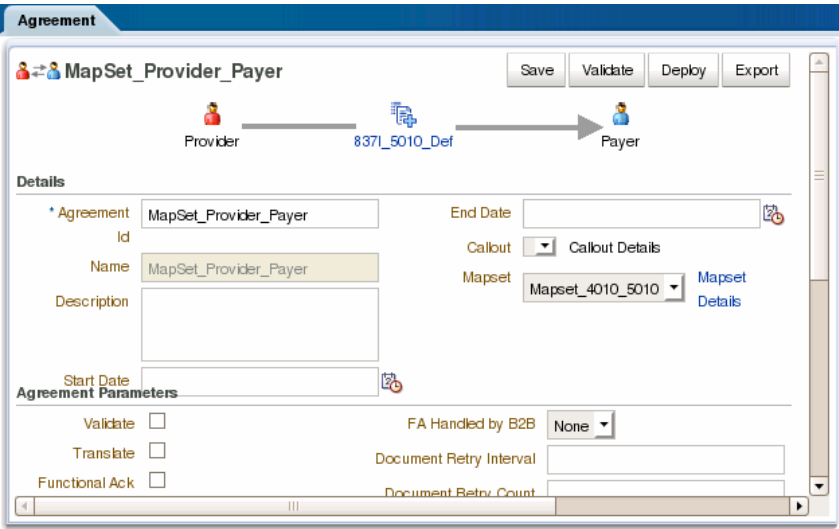 Agreement
MapSet_Provider_Payer
Save Validate Deploy Export
Provider 837I_5010_Def Payer
Details
* Agreement Id MapSet_Provider_Payer
Name MapSet_Provider_Payer
Description
Start Date
End Date
Callout Callout Details
Mapset Mapset_4010_5010 Mapset Details
Agreement Parameters
Validate
Translate
Functional Ack
FA Handled by B2B None
Document Retry Interval
Document Retry Count